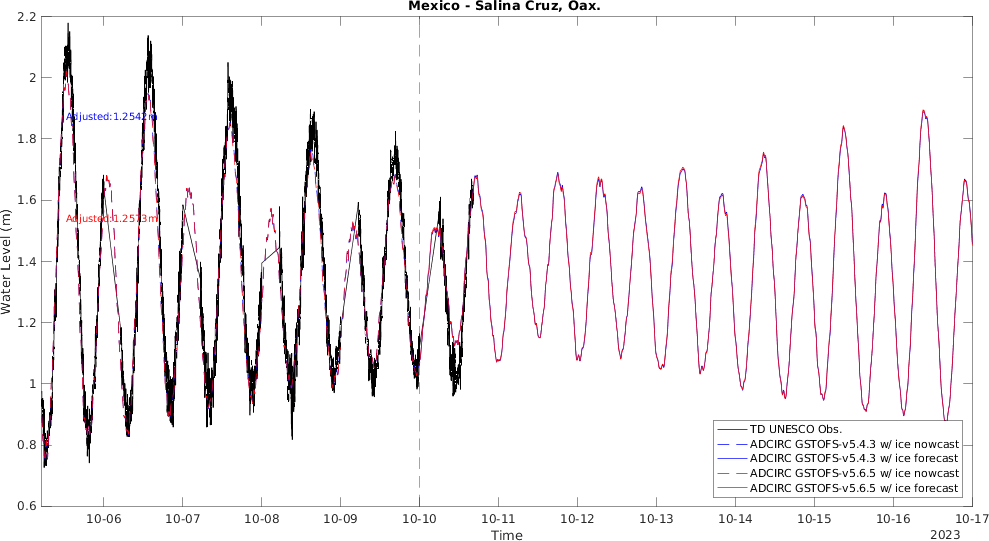 Mexico - Salina Cruz, Oax.
2.2
2
1.8
1.6
1.4
1.2
1
0.8
0.6
Water Level (m)
Adjusted:1.2542m
Adjusted:1.2573m
TD UNESCO Obs.
ADCIRC GSTOFS-v5.4.3 w/ ice nowcast
ADCIRC GSTOFS-v5.4.3 w/ ice forecast
ADCIRC GSTOFS-v5.6.5 w/ ice nowcast
ADCIRC GSTOFS-v5.6.5 w/ ice forecast
10-06 10-07 10-08 10-09 10-10 10-11 10-12 10-13 10-14 10-15 10-16 10-17
Time
2023